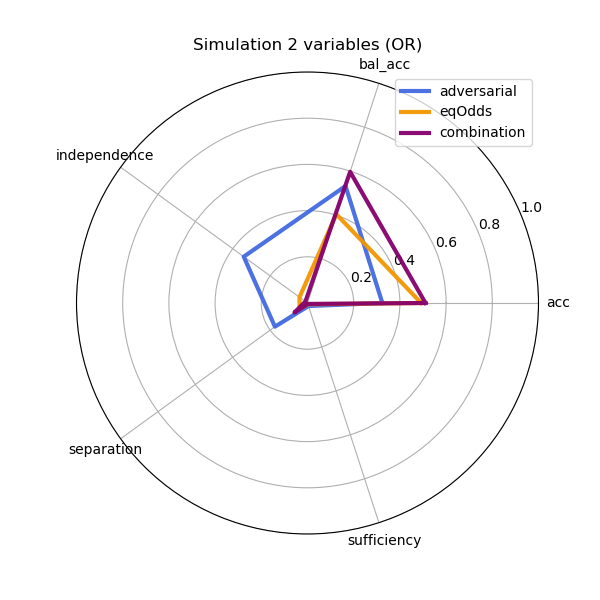 Simulation 2 variables (OR)
bal_acc
adversarial
eqOdds
combination
independence
1.0
0.8
0.6
0.4
0.2
acc
separation
sufficiency